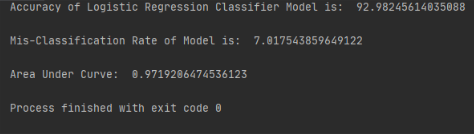 Accuracy of Logistic Regression Classifier Model is:  92.98245614035088
Mis-Classification Rate of Model is:  7.017543859649122
Area Under Curve:  0.9719206474536123
Process finished with exit code 0